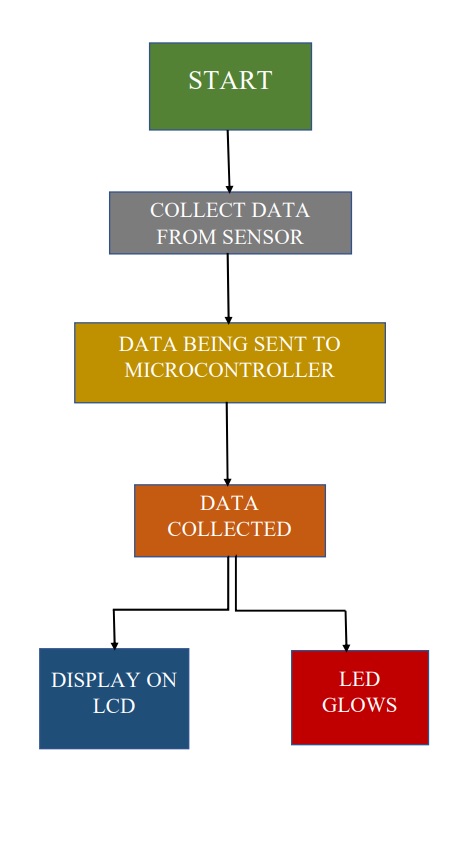 START
COLLECT DATA
FROM SENSOR
DATA BEING SENT TO
MICROCONTROLLER
DATA
COLLECTED
DISPLAY ON
LCD
LED
GLOWS